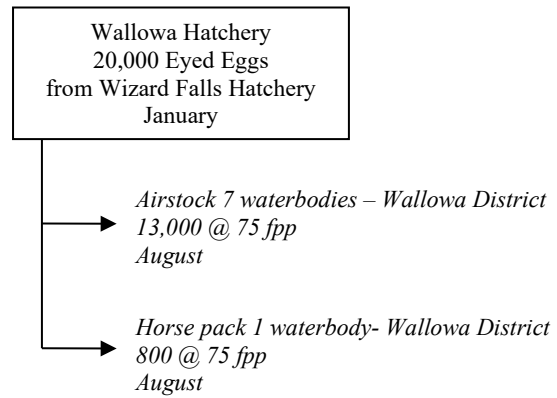 Wallowa Hatchery
20,000 Eyed Eggs
from Wizard Falls Hatchery
January
Airstock 7 waterbodies – Wallowa District
13,000 @ 75 fpp
August
Horse pack 1 waterbody- Wallowa District
800 @ 75 fpp
August